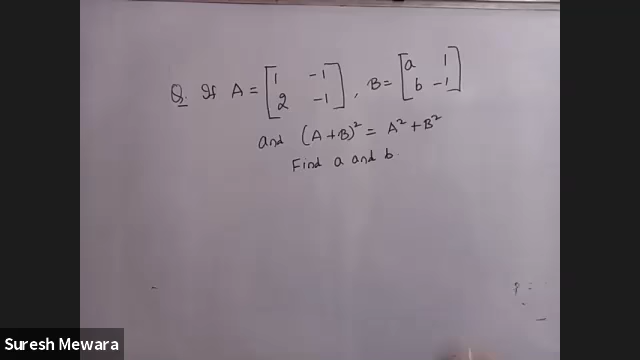 Q. If A = [1 -1 2 -1], B = [a 1 b -1]
and (A+B)² = A² + B²
Find a and b.
Suresh Mewara